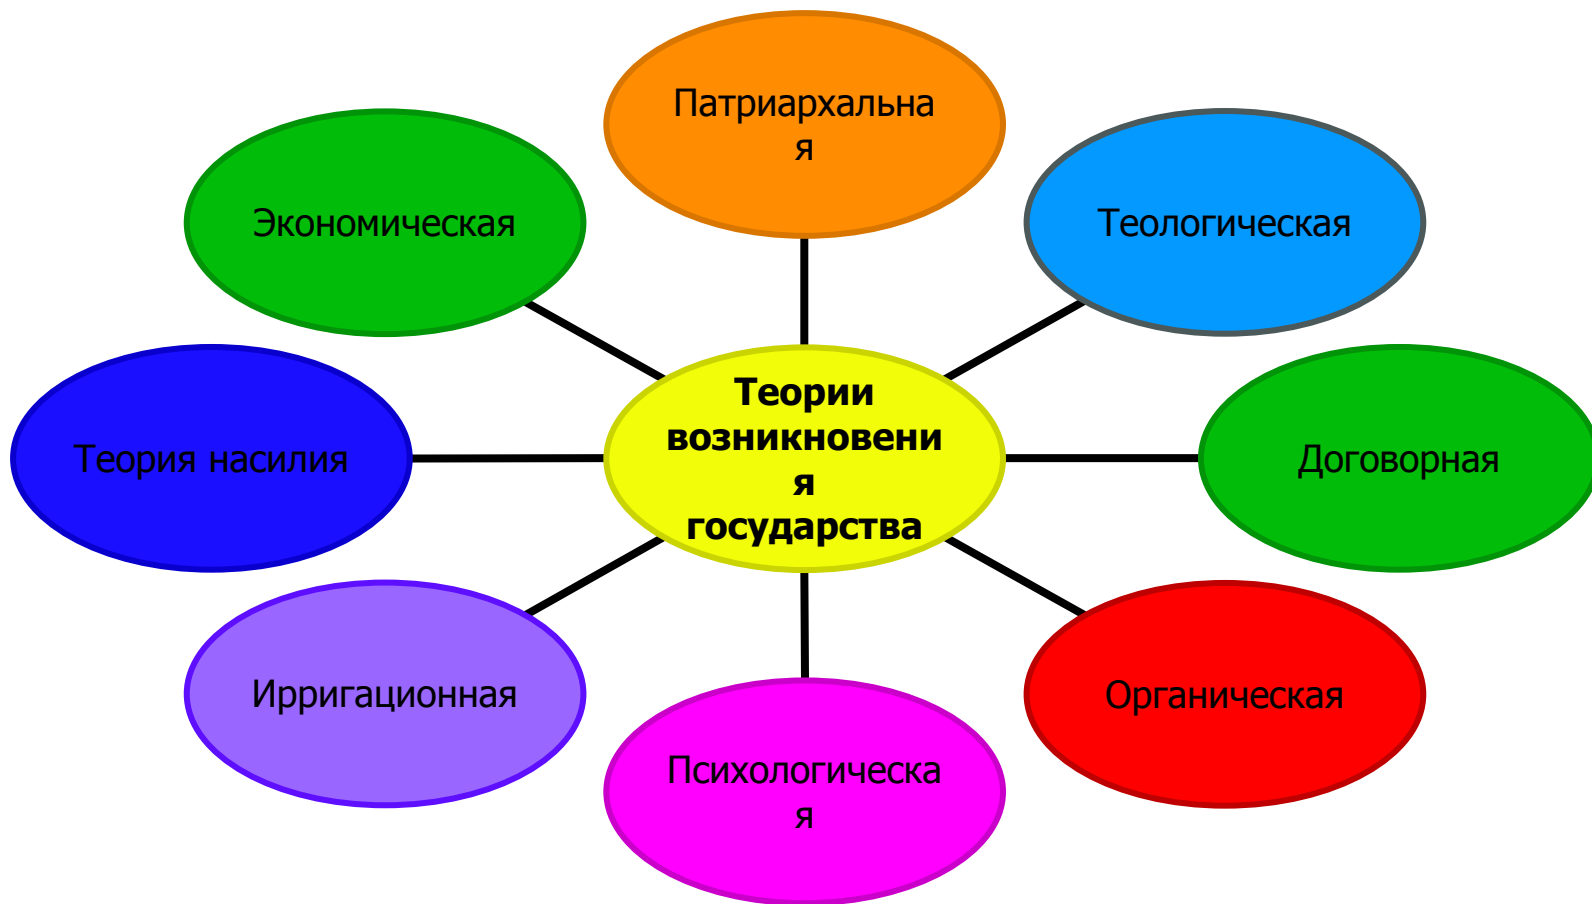 Патриархальна
я
Экономическая
Теологическая
Теории
возникновени
я
государства
Теория насилия
Договорная
Ирригационная
Органическая
Психологическа
я